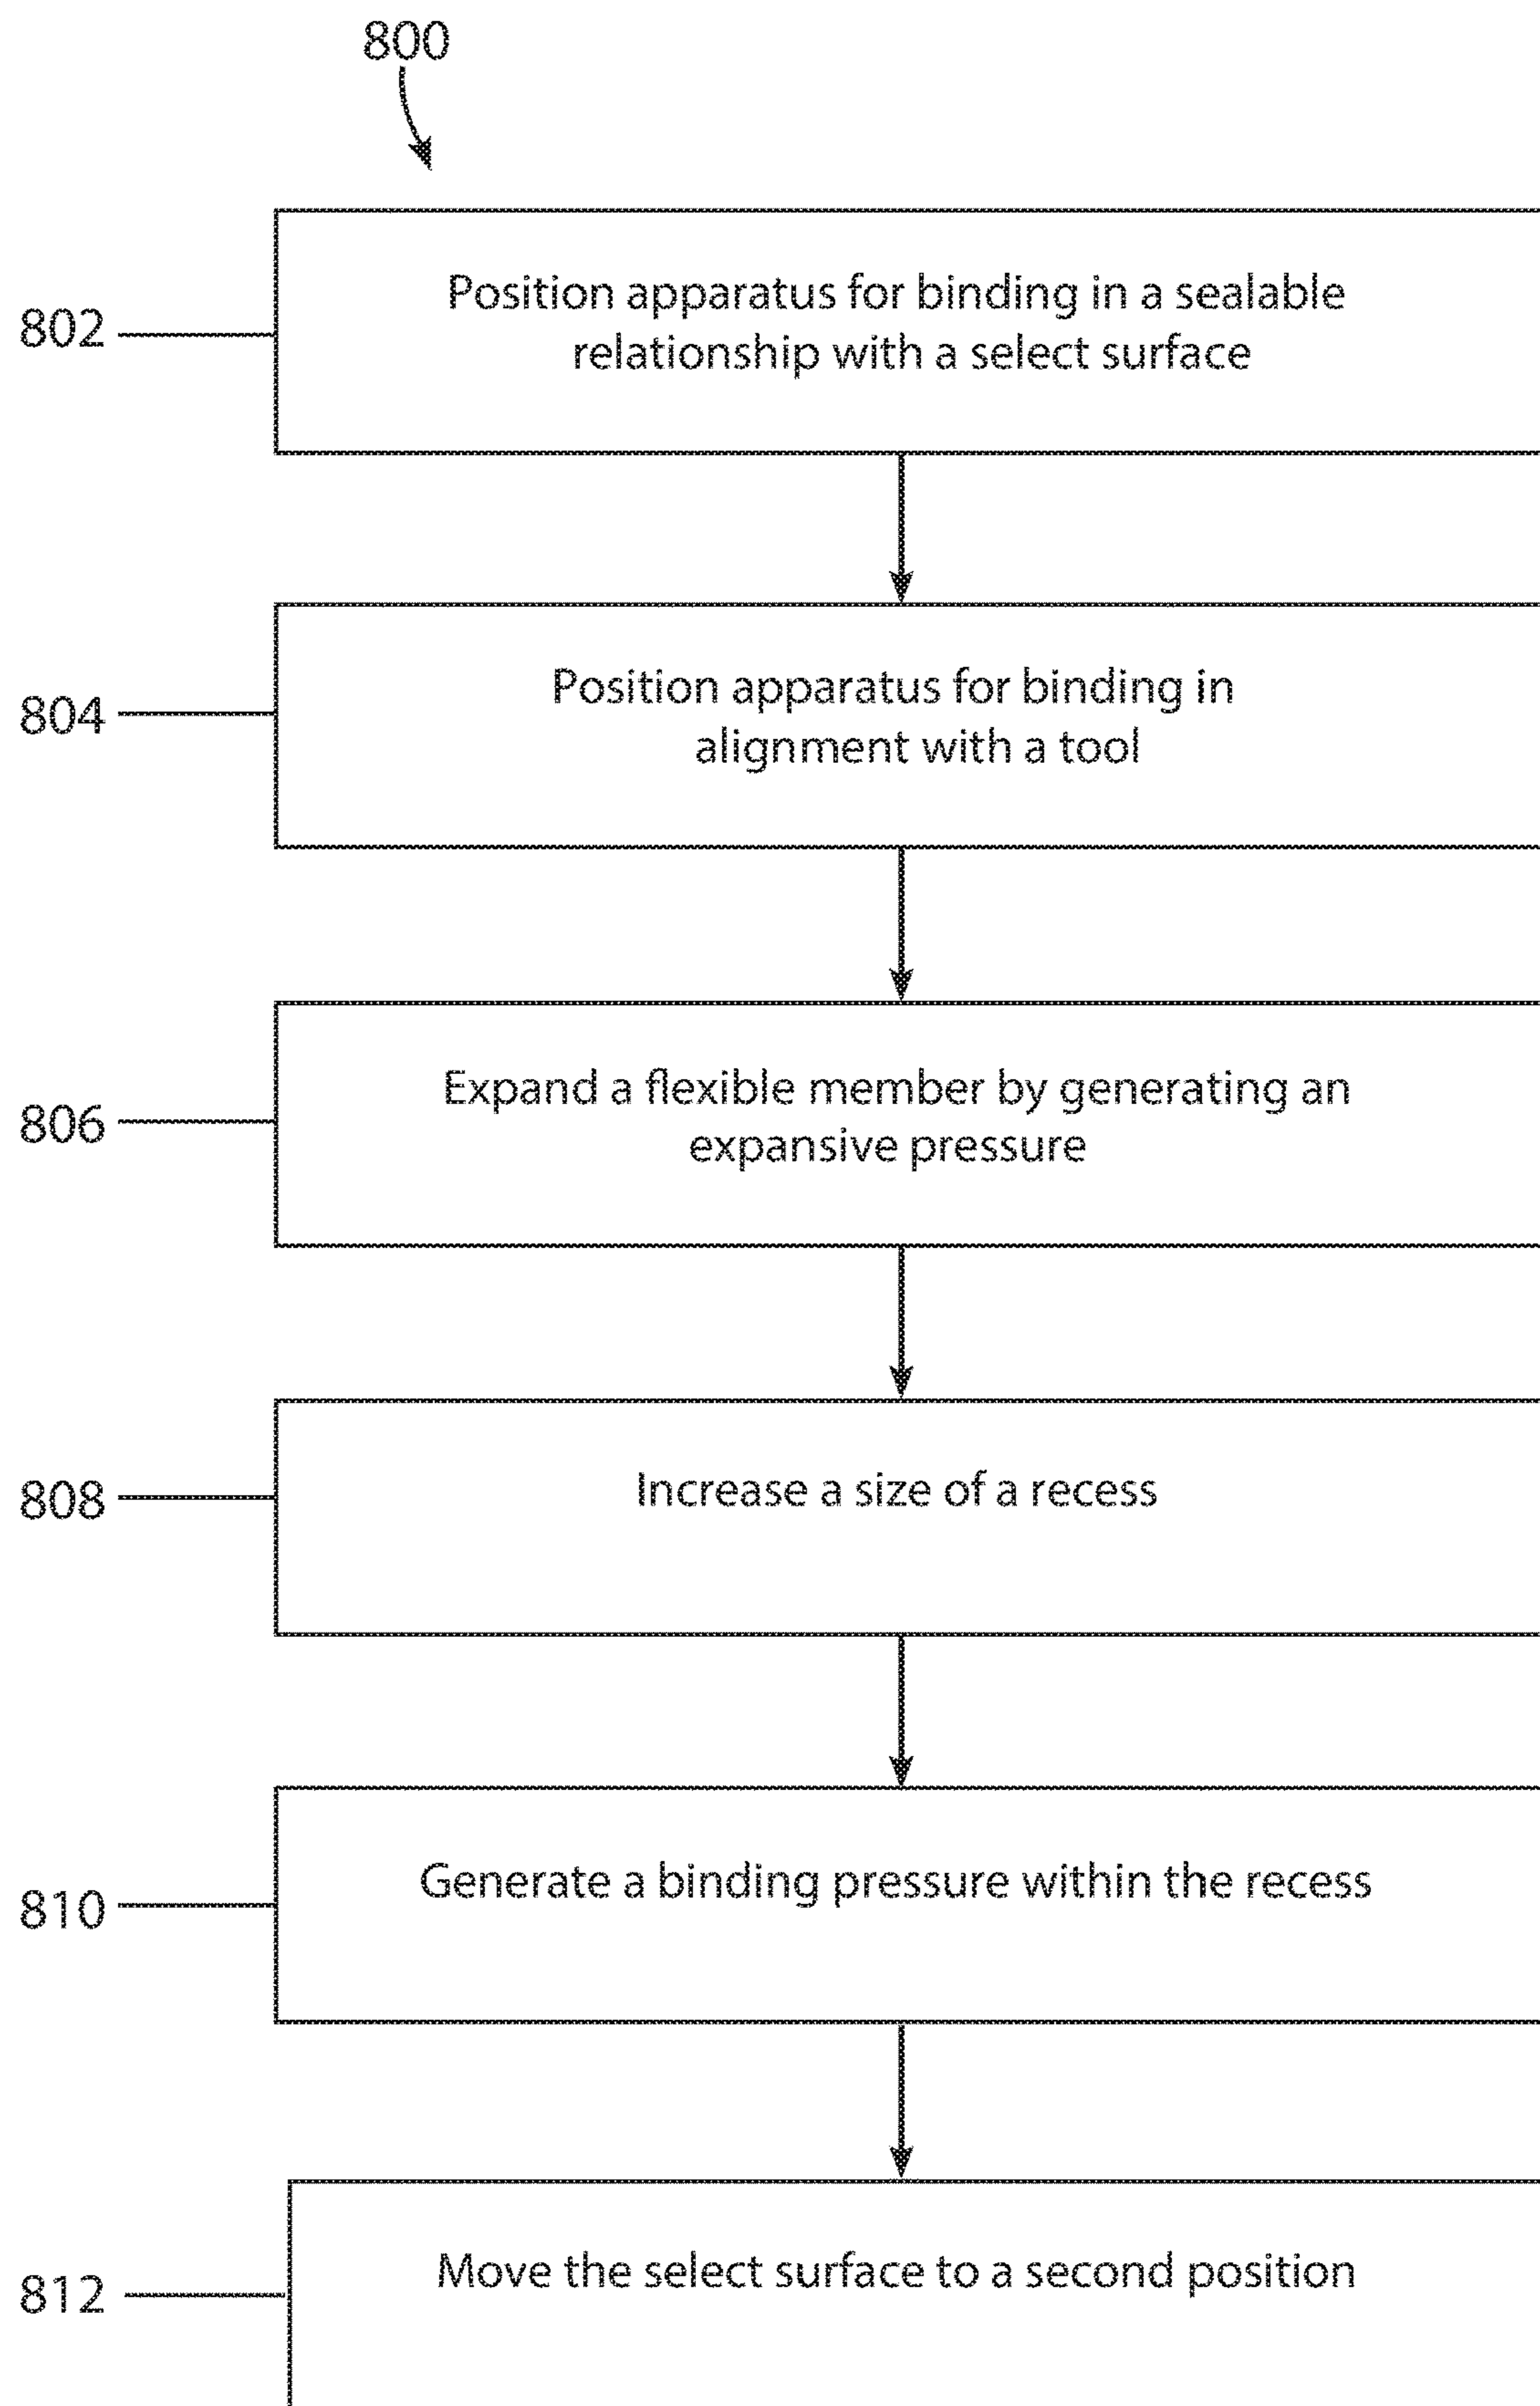 800
802
Position apparatus for binding in a sealable
relationship with a select surface
804
Position apparatus for binding in
alignment with a tool
806
Expand a flexible member by generating an
expansive pressure
808
Increase a size of a recess
810
Generate a binding pressure within the recess
812
Move the select surface to a second position